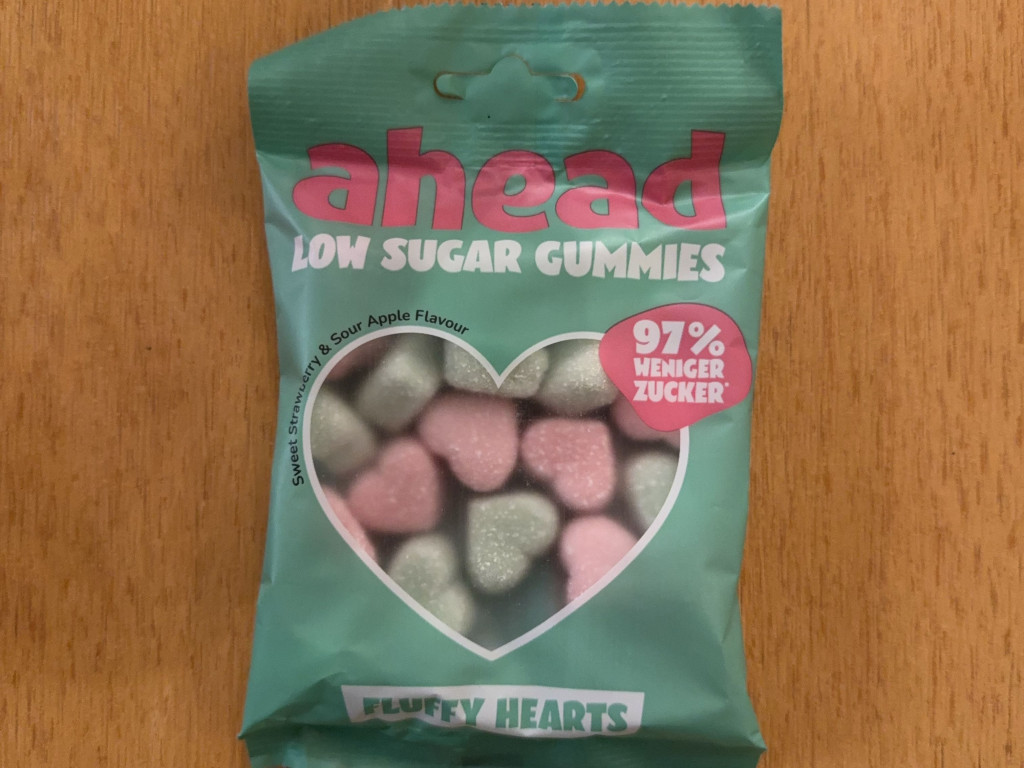 ahead
LOW SUGAR GUMMIES
Sweet Strawberry & Sour Apple Flavour
97%
WENIGER
ZUCKER*
FLUFFY HEARTS